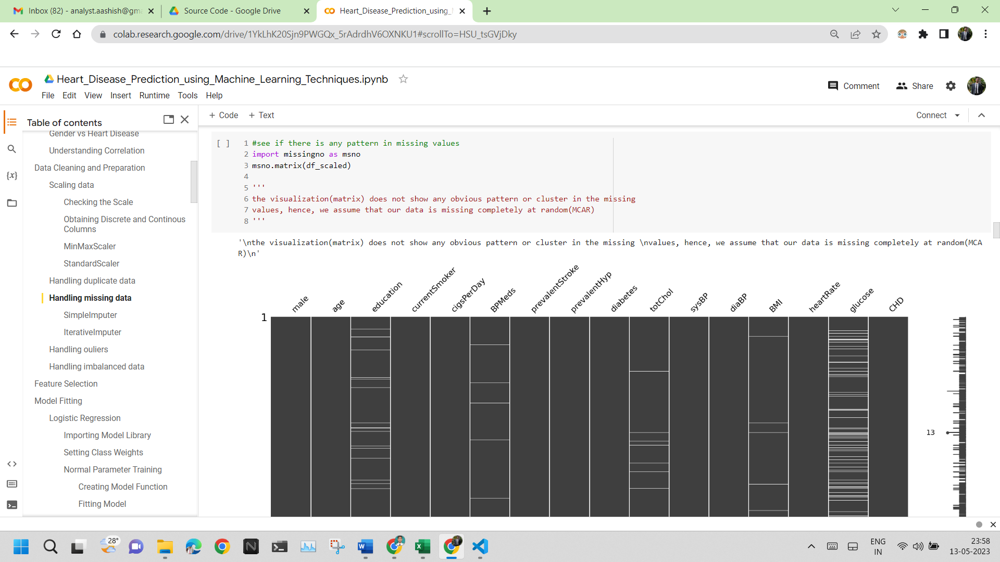 Inbox (82) - analyst.aashish@gm
Source Code - Google Drive
Heart_Disease_Prediction_using_
colab.research.google.com/drive/1YkLhK20Sjn9PWGQx_5rAdrdhV6OXNKU1#scrollTo=HSU_tsGVjDky
Heart_Disease_Prediction_using_Machine_Learning_Techniques.ipynb
File Edit View Insert Runtime Tools Help
Comment
Share
Table of contents
+ Code + Text
Connect
Gender vs Heart Disease
Understanding Correlation
Data Cleaning and Preparation
Scaling data
Checking the Scale
Obtaining Discrete and Continous
Columns
MinMaxScaler
StandardScaler
Handling duplicate data
Handling missing data
SimpleImputer
IterativeImputer
Handling ouliers
Handling imbalanced data
Feature Selection
Model Fitting
Logistic Regression
Importing Model Library
Setting Class Weights
Normal Parameter Training
Creating Model Function
Fitting Model
{x}
[ ]
1 #see if there is any pattern in missing values
2 import missingno as msno
3 msno.matrix(df_scaled)
4
5 '''
6 the visualization(matrix) does not show any obvious pattern or cluster in the missing
7 values, hence, we assume that our data is missing completely at random(MCAR)
8 '''
'\nthe visualization(matrix) does not show any obvious pattern or cluster in the missing \nvalues, hence, we assume that our data is missing completely at random(MCA
R)\n'
male
age
education
currentSmoker
cigsPerDay
BPMeds
prevalentStroke
prevalentHyp
diabetes
totChol
sysBP
diaBP
BMI
heartRate
glucose
CHD
1
13
28°
ENG
IN
23:58
13-05-2023